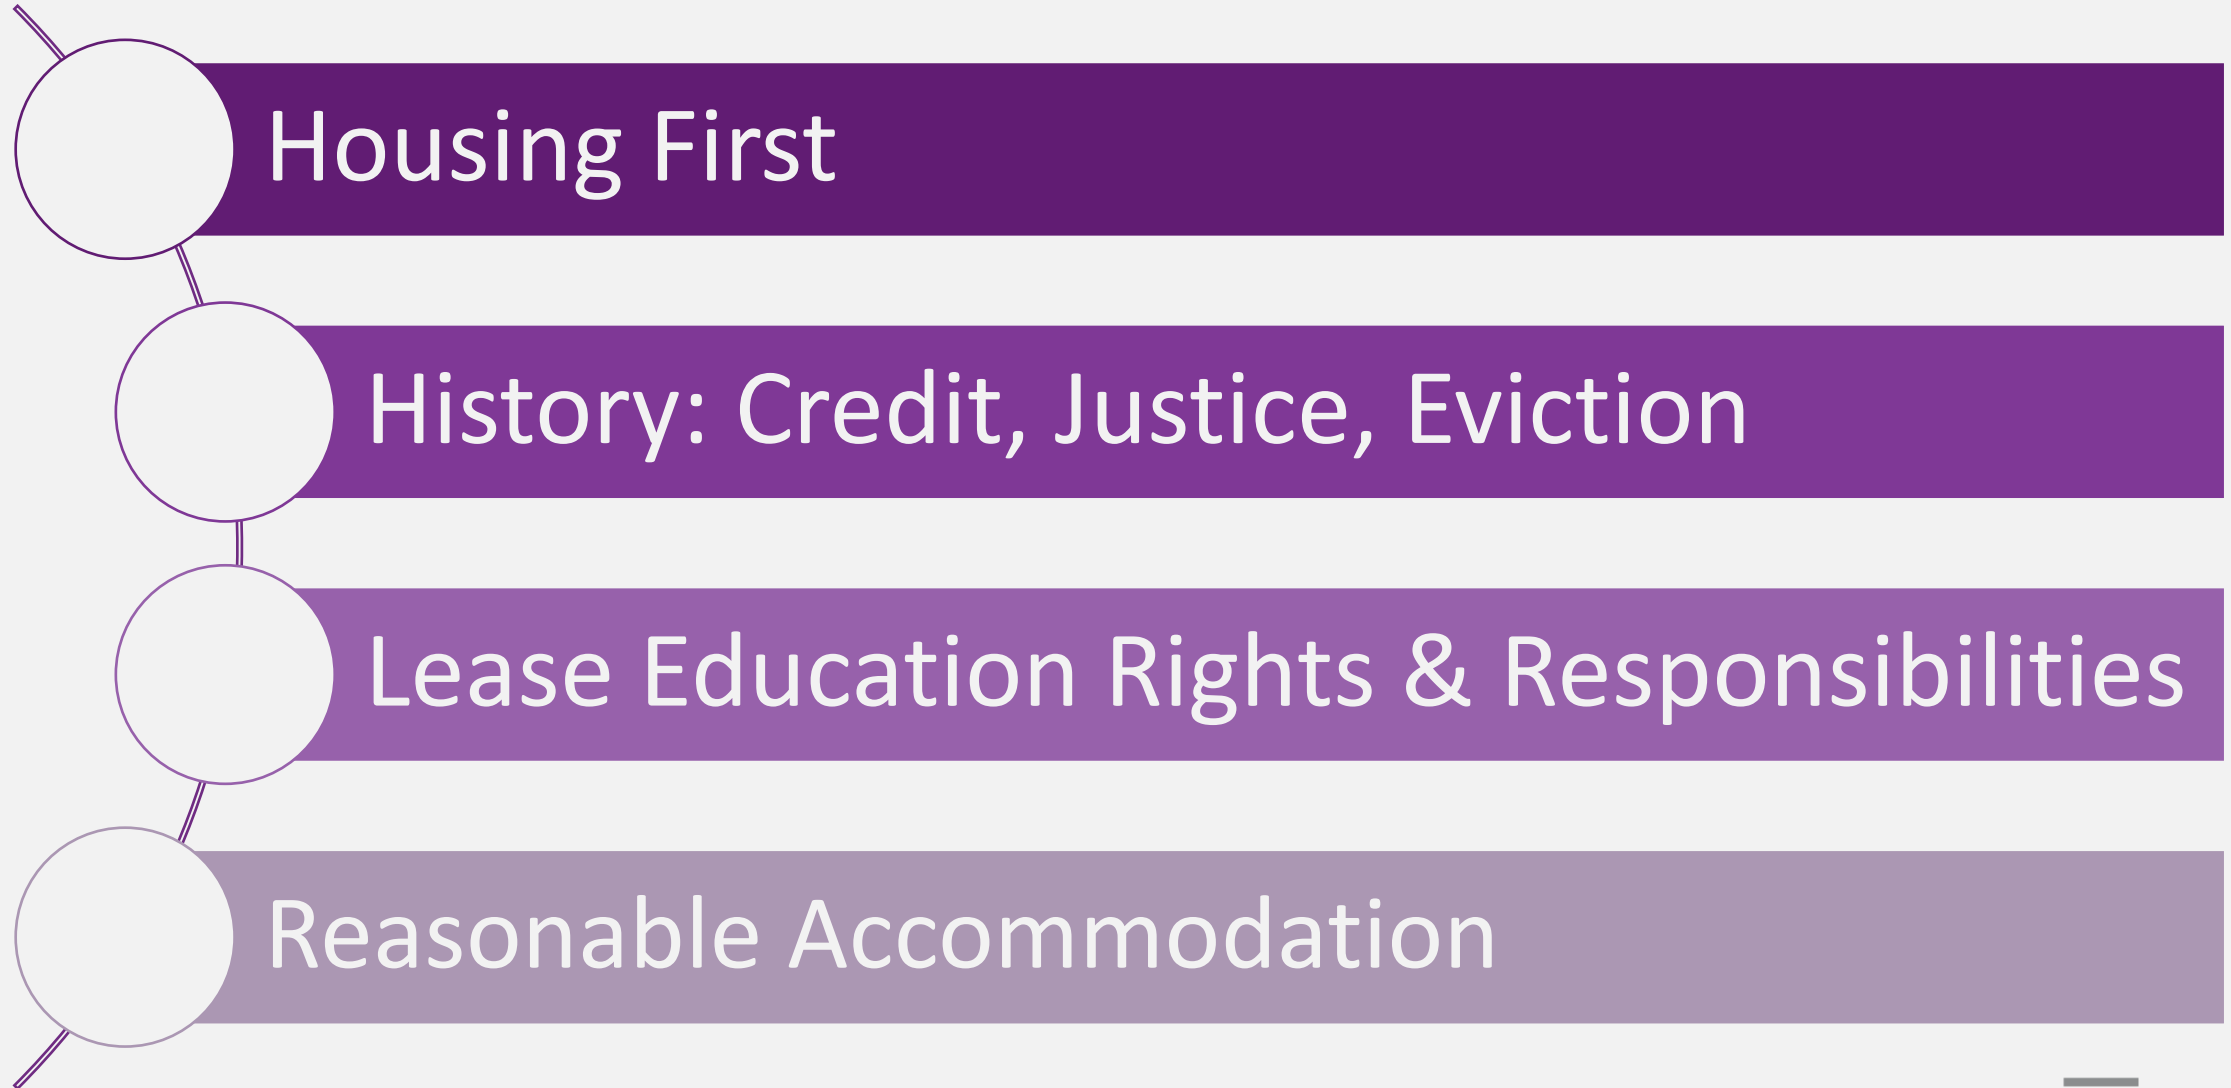 Housing First
History: Credit, Justice, Eviction
Lease Education Rights & Responsibilities
Reasonable Accommodation